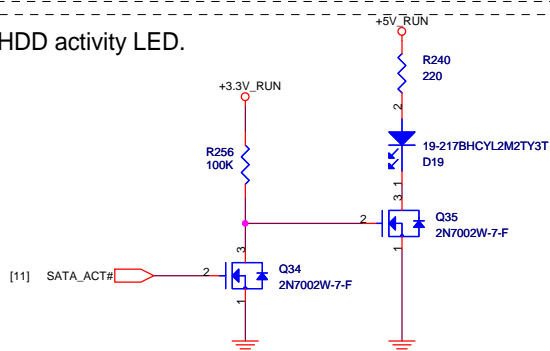 +5V_RUN
HDD activity LED.
R240
220
+3.3V_RUN
2
19-217BHCYL2M2TY3T
D19
R256
100K
1
3
2
Q35
2N7002W-7-F
1
3
[11] SATA_ACT#
2
Q34
2N7002W-7-F
1